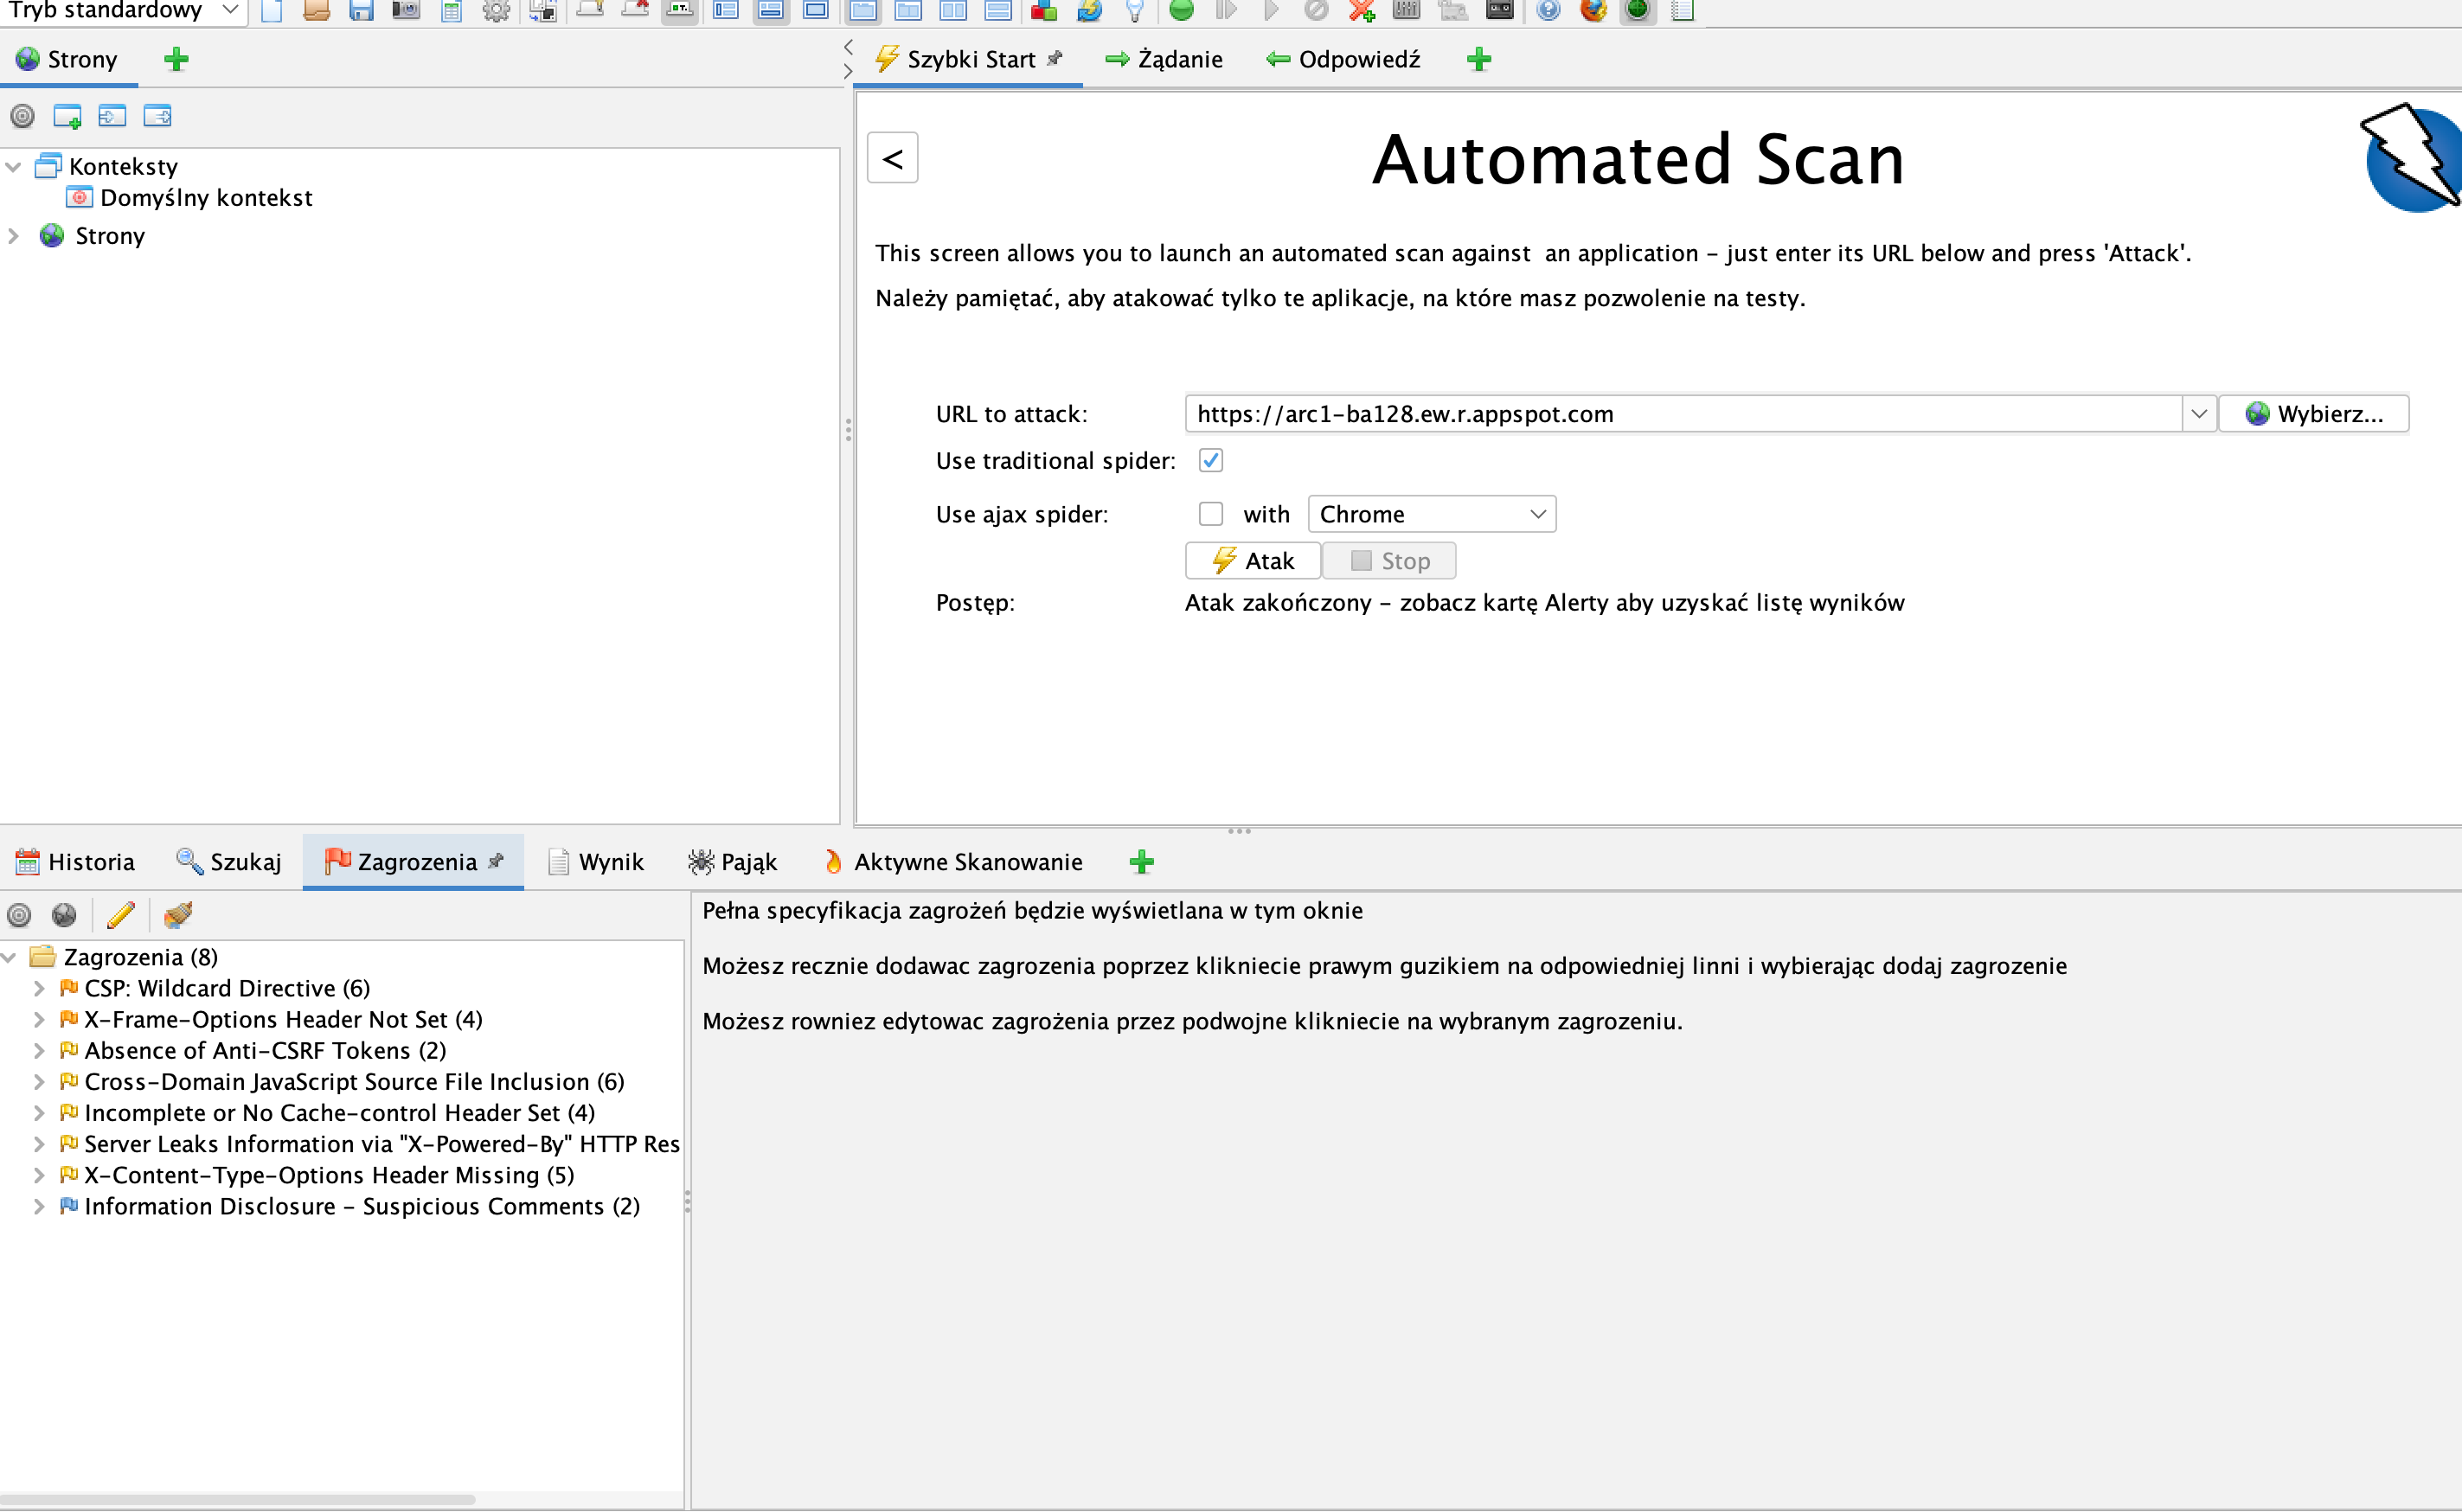 Tryb standardowy
Strony
Szybki Start
Żądanie
Odpowiedź
Konteksty
Domyślny kontekst
Strony
<
Automated Scan
This screen allows you to launch an automated scan against  an application – just enter its URL below and press 'Attack'.
Należy pamiętać, aby atakować tylko te aplikacje, na które masz pozwolenie na testy.
URL to attack:
https://arc1-ba128.ew.r.appspot.com
Wybierz...
Use traditional spider:
Use ajax spider:
with
Chrome
Atak
Stop
Postęp:
Atak zakończony – zobacz kartę Alerty aby uzyskać listę wyników
Historia
Szukaj
Zagrozenia
Wynik
Pająk
Aktywne Skanowanie
Zagrozenia (8)
CSP: Wildcard Directive (6)
X-Frame-Options Header Not Set (4)
Absence of Anti-CSRF Tokens (2)
Cross-Domain JavaScript Source File Inclusion (6)
Incomplete or No Cache-control Header Set (4)
Server Leaks Information via "X-Powered-By" HTTP Res
X-Content-Type-Options Header Missing (5)
Information Disclosure – Suspicious Comments (2)
Pełna specyfikacja zagrożeń będzie wyświetlana w tym oknie
Możesz recznie dodawac zagrozenia poprzez klikniecie prawym guzikiem na odpowiedniej linni i wybierając dodaj zagrozenie
Możesz rowniez edytowac zagrożenia przez podwojne klikniecie na wybranym zagrozeniu.